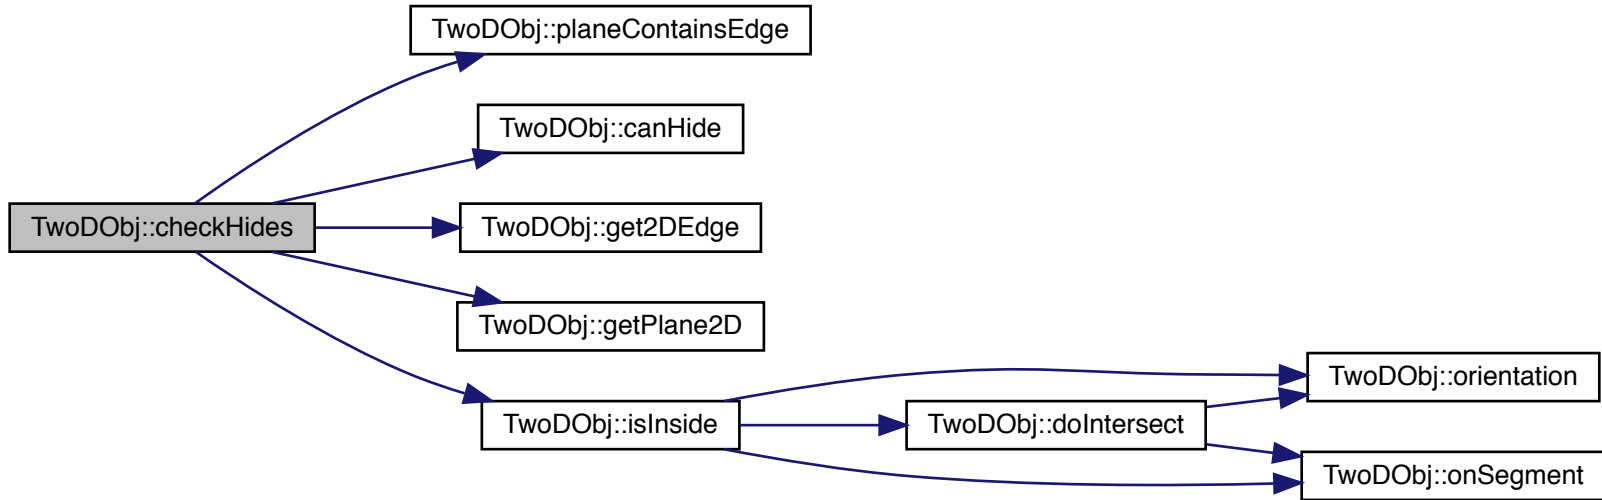 TwoDObj::planeContainsEdge
TwoDObj::canHide
TwoDObj::checkHides
TwoDObj::get2DEdge
TwoDObj::getPlane2D
TwoDObj::orientation
TwoDObj::isInside
TwoDObj::doIntersect
TwoDObj::onSegment